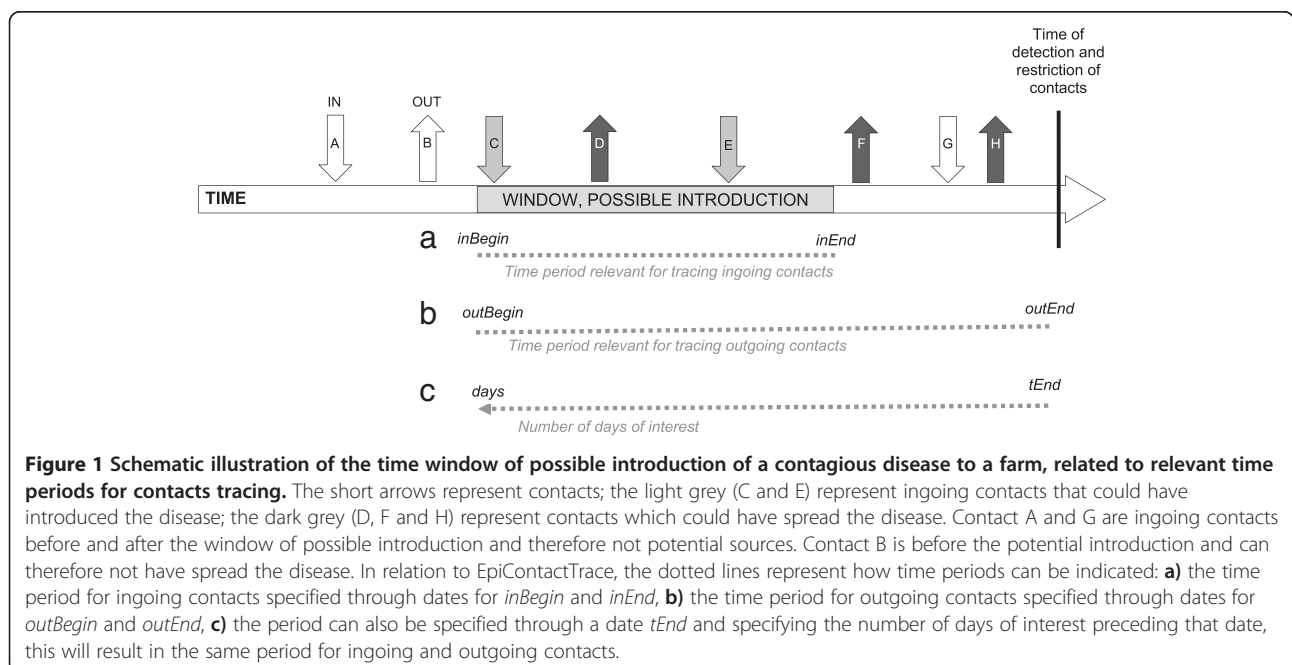 Time of
detection and
restriction of
contacts
IN
OUT
A
B
C
D
E
F
G
H
TIME
WINDOW, POSSIBLE INTRODUCTION
a
inBegin
inEnd
Time period relevant for tracing ingoing contacts
b
outBegin
outEnd
Time period relevant for tracing outgoing contacts
c
days
tEnd
Number of days of interest
Figure 1 Schematic illustration of the time window of possible introduction of a contagious disease to a farm, related to relevant time
periods for contacts tracing. The short arrows represent contacts; the light grey (C and E) represent ingoing contacts that could have
introduced the disease; the dark grey (D, F and H) represent contacts which could have spread the disease. Contact A and G are ingoing contacts
before and after the window of possible introduction and therefore not potential sources. Contact B is before the potential introduction and can
therefore not have spread the disease. In relation to EpiContactTrace, the dotted lines represent how time periods can be indicated: a) the time
period for ingoing contacts specified through dates for inBegin and inEnd, b) the time period for outgoing contacts specified through dates for
outBegin and outEnd, c) the period can also be specified through a date tEnd and specifying the number of days of interest preceding that date,
this will result in the same period for ingoing and outgoing contacts.